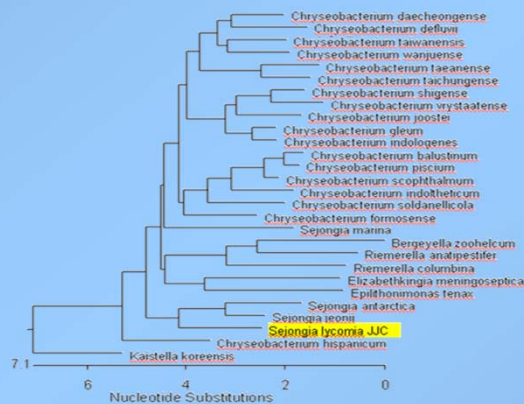 Chryseobacterium daecheongense
Chryseobacterium defluvii
Chryseobacterium taiwanensis
Chryseobacterium wanjuense
Chryseobacterium taeanense
Chryseobacterium taichungense
Chryseobacterium shigense
Chryseobacterium vrystaatense
Chryseobacterium joostei
Chryseobacterium gleum
Chryseobacterium indologenes
Chryseobacterium balustinum
Chryseobacterium piscium
Chryseobacterium scophthalmum
Chryseobacterium indoltheticum
Chryseobacterium soldanellicola
Chryseobacterium formosense
Sejongia marina
Bergeyella zoohelcum
Riemerella anatipestifer
Riemerella columbina
Elizabethkingia meningoseptica
Epilithonimonas tenax
Sejongia antarctica
Sejongia jeonii
Sejongia lycomia JJC
Chryseobacterium hispanicum
Kaistella koreensis
7.1
6 4 2 0
Nucleotide Substitutions